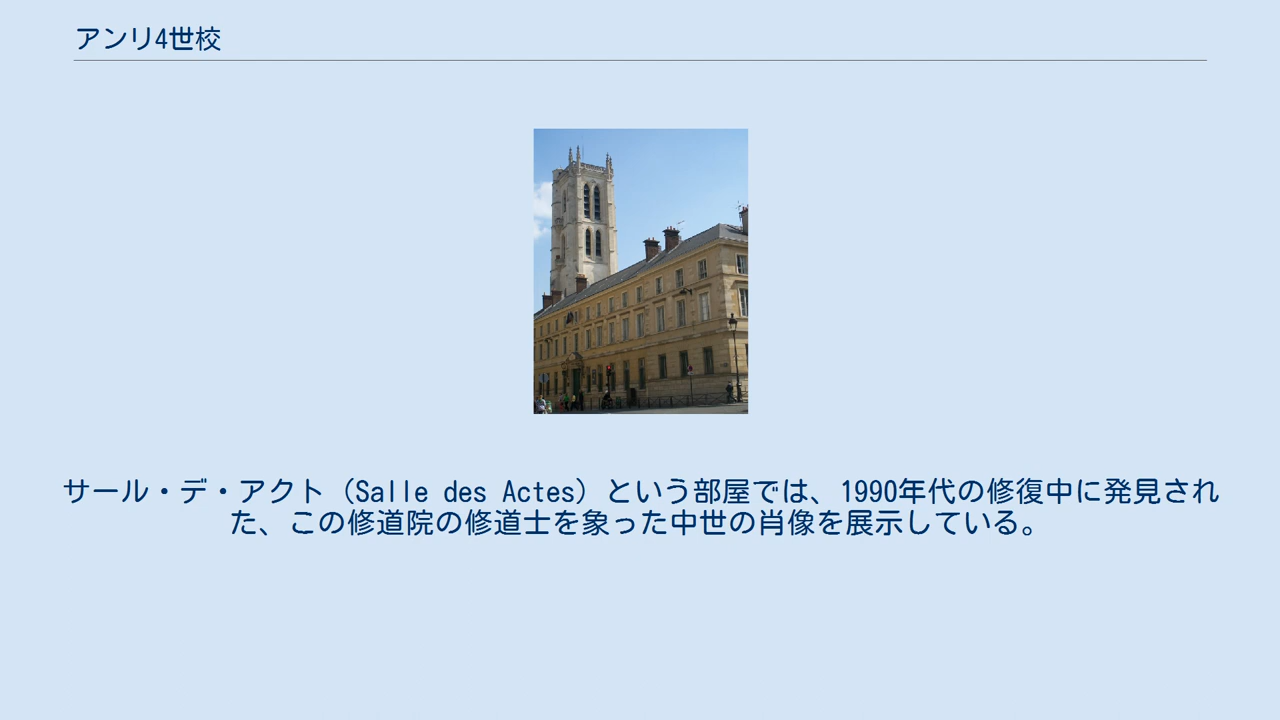 アンリ4世校
サール・デ・アクト（Salle des Actes）という部屋では、1990年代の修復中に発見され
た、この修道院の修道士を象った中世の肖像を展示している。